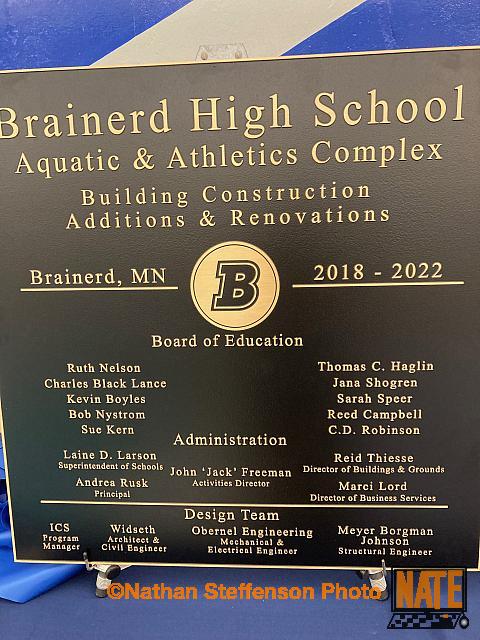 Brainerd High School
Aquatic & Athletics Complex
Building Construction
Additions & Renovations
Brainerd, MN
B
2018 - 2022
Board of Education
Ruth Nelson
Charles Black Lance
Kevin Boyles
Bob Nystrom
Sue Kern
Thomas C. Haglin
Jana Shogren
Sarah Speer
Reed Campbell
C.D. Robinson
Administration
Laine D. Larson
Superintendent of Schools
Andrea Rusk
Principal
John 'Jack' Freeman
Activities Director
Reid Thiesse
Director of Buildings & Grounds
Marci Lord
Director of Business Services
Design Team
ICS
Program
Manager
Widseth
Architect &
Civil Engineer
Obernel Engineering
Mechanical &
Electrical Engineer
Meyer Borgman
Johnson
Structural Engineer
©Nathan Steffenson Photo
NATE